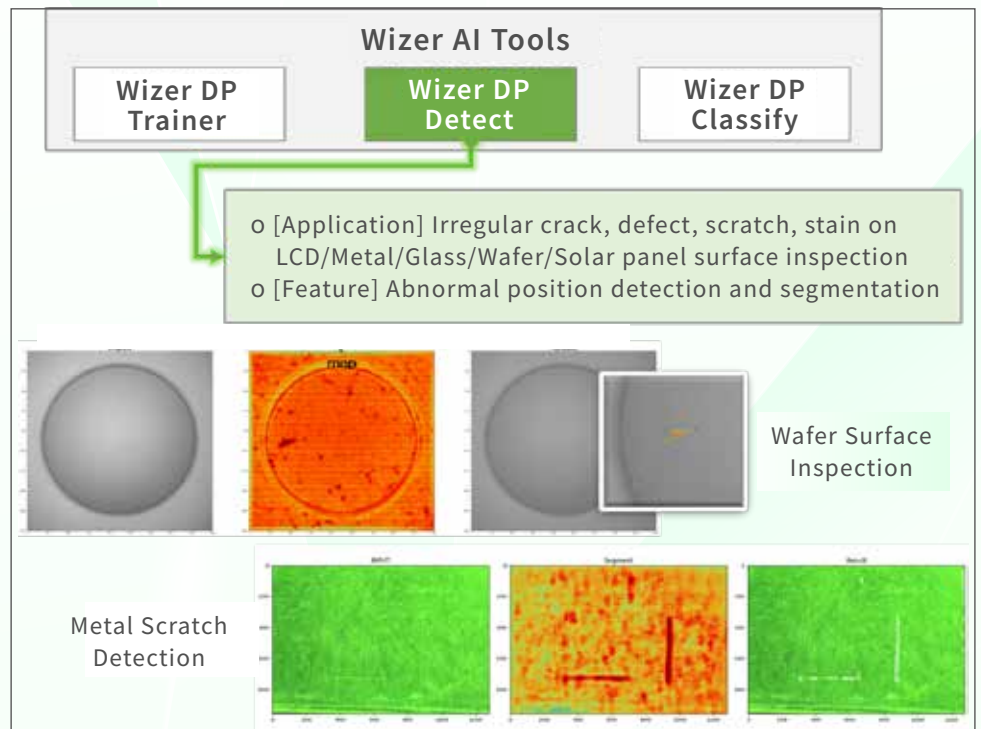 Wizer AI Tools
Wizer DP
Trainer
Wizer DP
Detect
Wizer DP
Classify
o [Application] Irregular crack, defect, scratch, stain on
LCD/Metal/Glass/Wafer/Solar panel surface inspection
o [Feature] Abnormal position detection and segmentation
map
Wafer Surface
Inspection
Metal Scratch
Detection